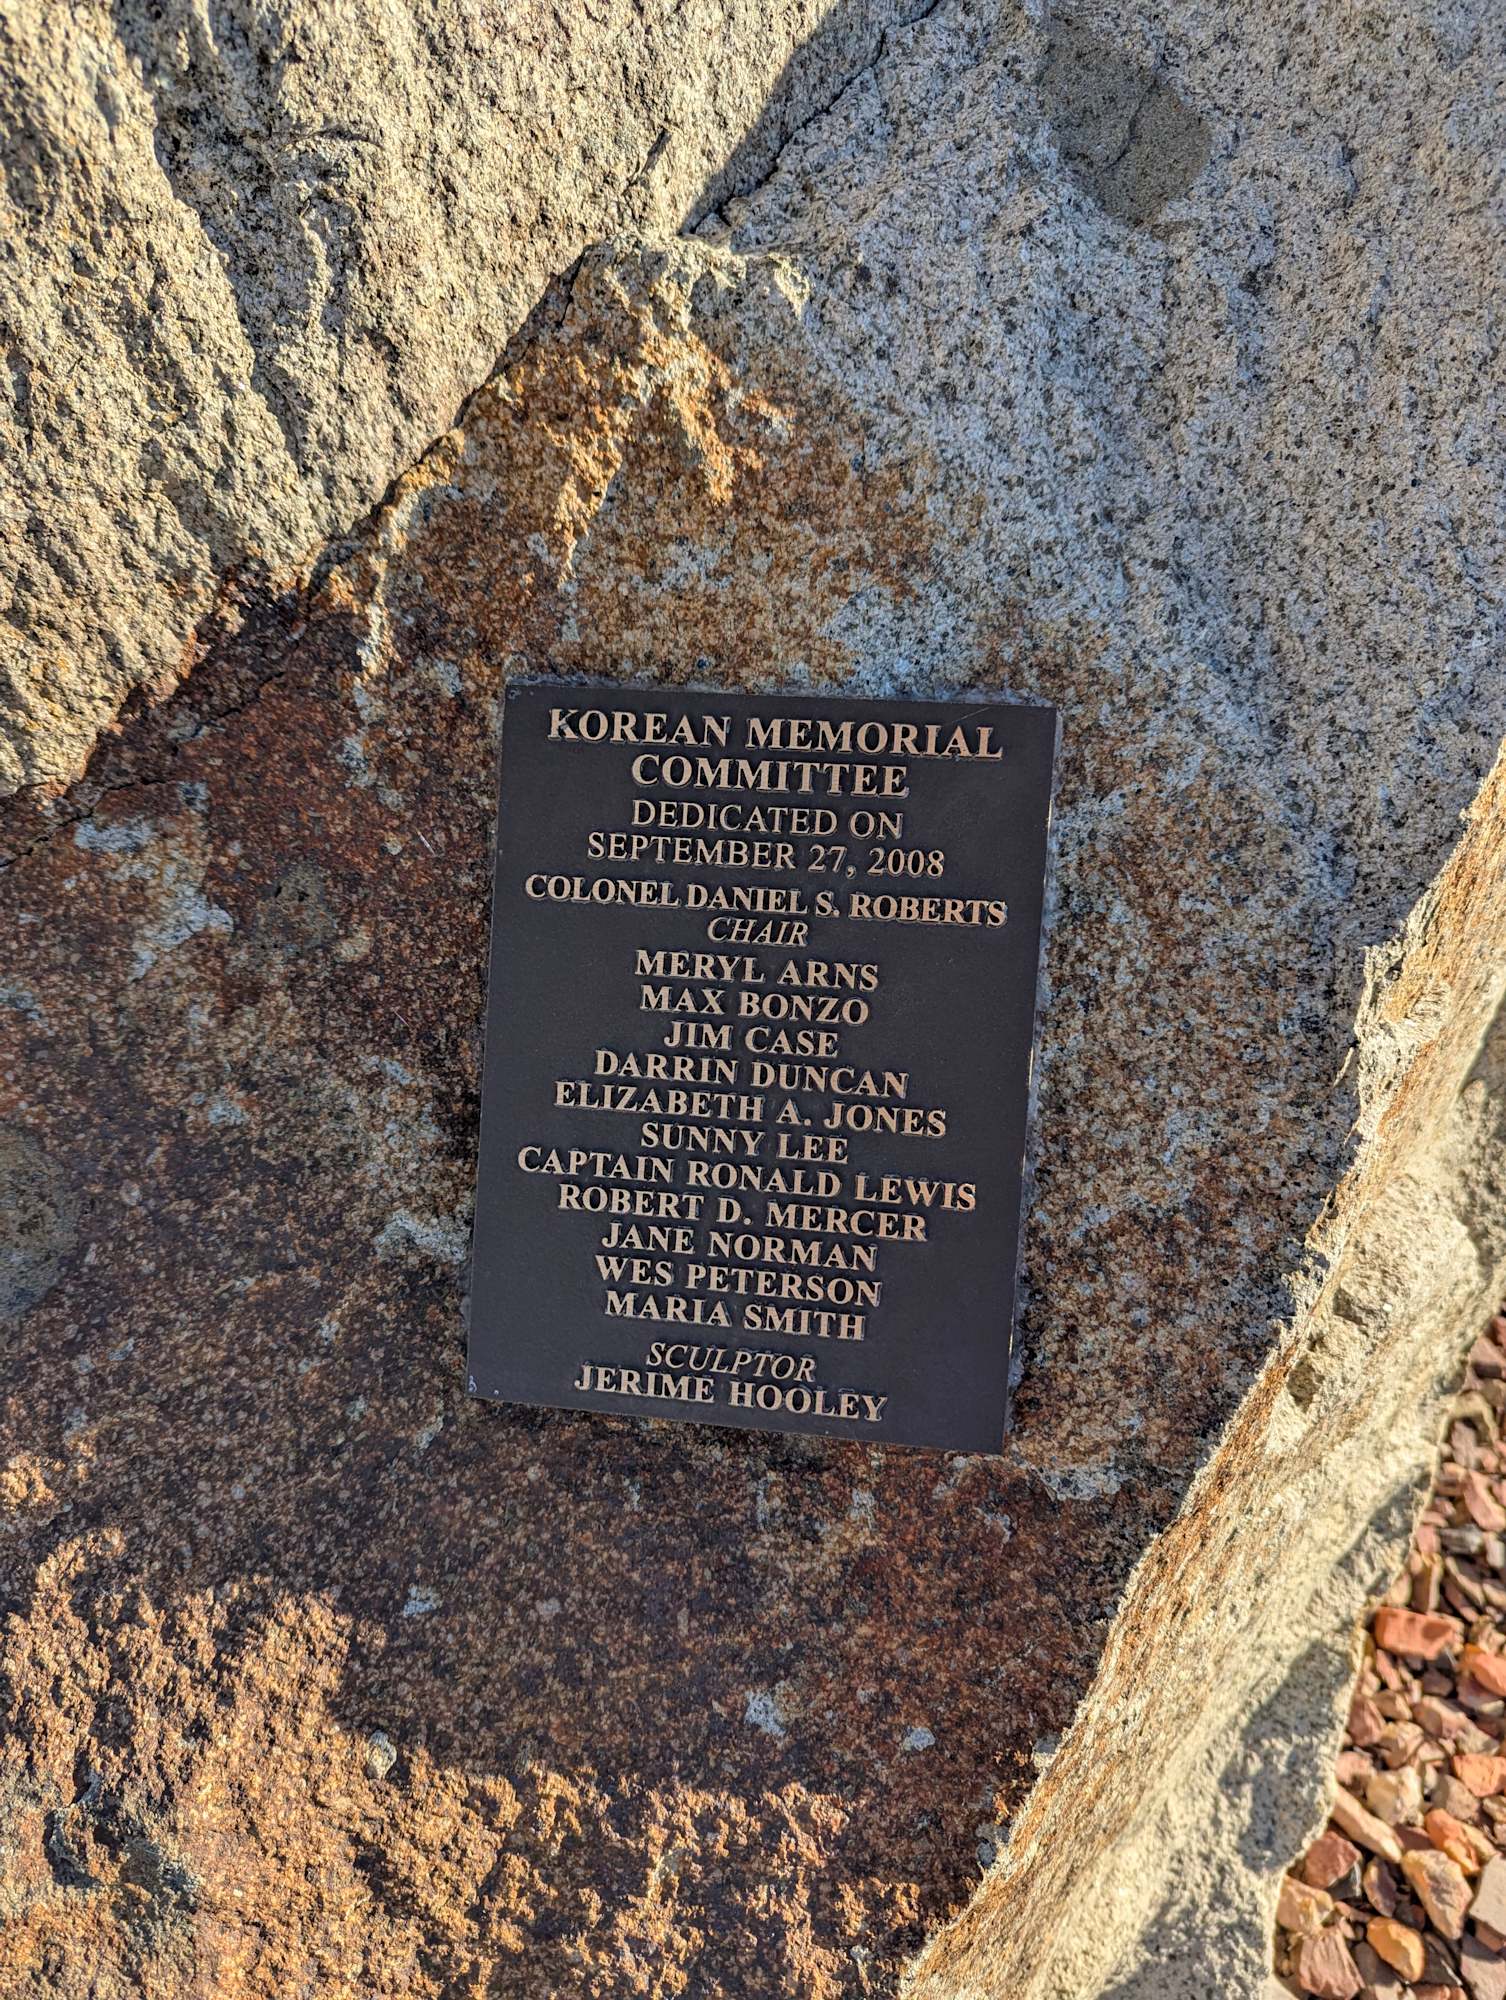 KOREAN MEMORIAL
COMMITTEE
DEDICATED ON
SEPTEMBER 27, 2008
COLONEL DANIEL S. ROBERTS
CHAIR
MERYL ARNS
MAX BONZO
JIM CASE
DARRIN DUNCAN
ELIZABETH A. JONES
SUNNY LEE
CAPTAIN RONALD LEWIS
ROBERT D. MERCER
JANE NORMAN
WES PETERSON
MARIA SMITH
SCULPTOR
JERIME HOOLEY